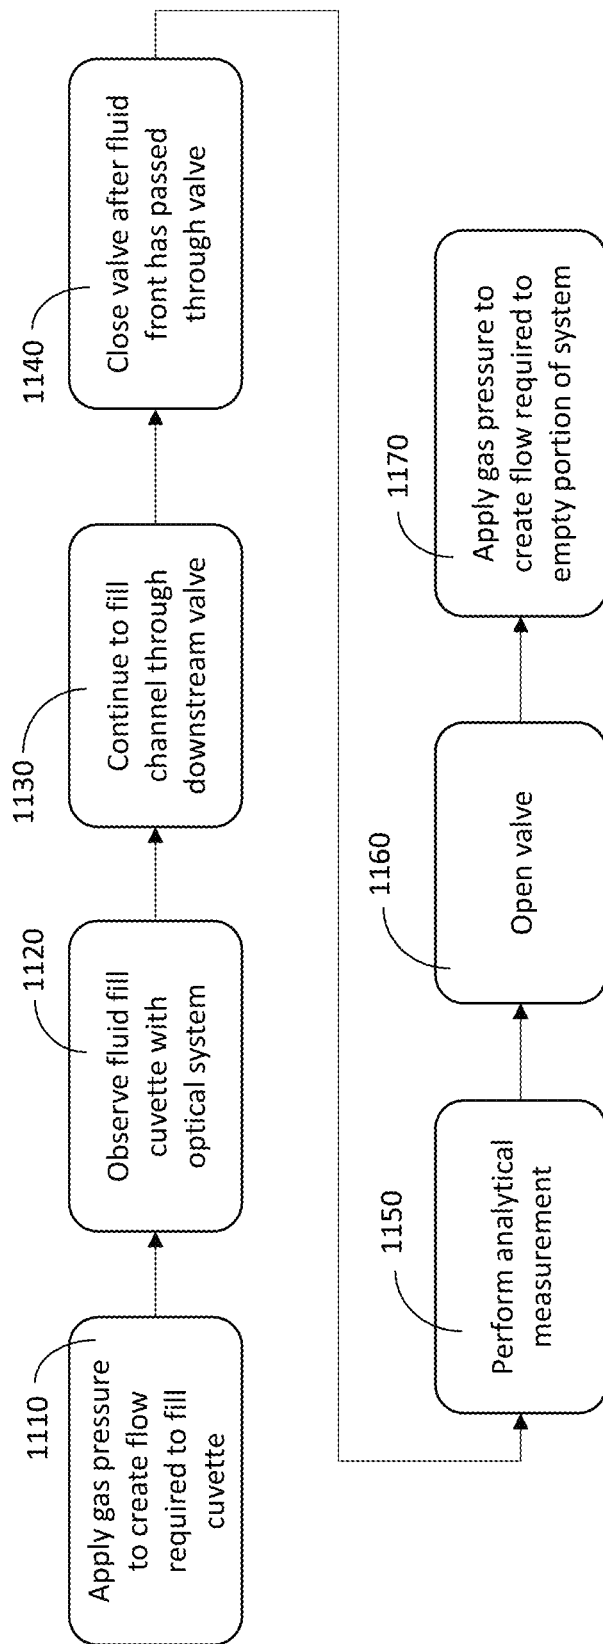 1110
Apply gas pressure
to create flow
required to fill
cuvette
1120
Observe fluid fill
cuvette with
optical system
1130
Continue to fill
channel through
downstream valve
1140
Close valve after fluid
front has passed
through valve
1150
Perform analytical
measurement
1160
Open valve
1170
Apply gas pressure to
create flow required to
empty portion of system